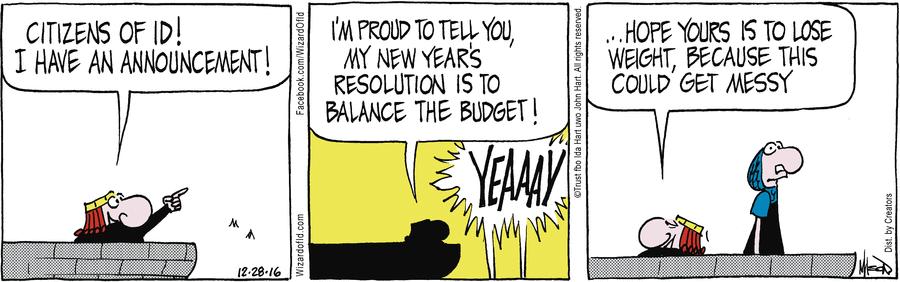 CITIZENS OF ID!
I HAVE AN ANNOUNCEMENT!
12·28·16
Facebook.com/WizardOfId
WizardofId.com
I'M PROUD TO TELL YOU,
MY NEW YEAR'S
RESOLUTION IS TO
BALANCE THE BUDGET!
YEAAAY
©Trust fbo Ida Hart uwo John Hart. All rights reserved.
...HOPE YOURS IS TO LOSE
WEIGHT, BECAUSE THIS
COULD GET MESSY
Dist. by Creators